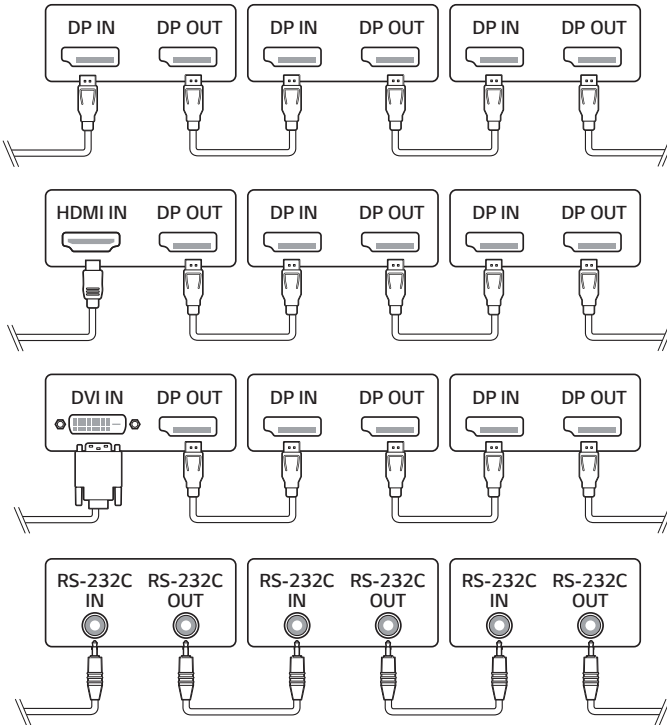 DP IN DP OUT DP IN DP OUT DP IN DP OUT
HDMI IN DP OUT DP IN DP OUT DP IN DP OUT
DVI IN DP OUT DP IN DP OUT DP IN DP OUT
RS-232C RS-232C RS-232C RS-232C RS-232C RS-232C
IN OUT IN OUT IN OUT